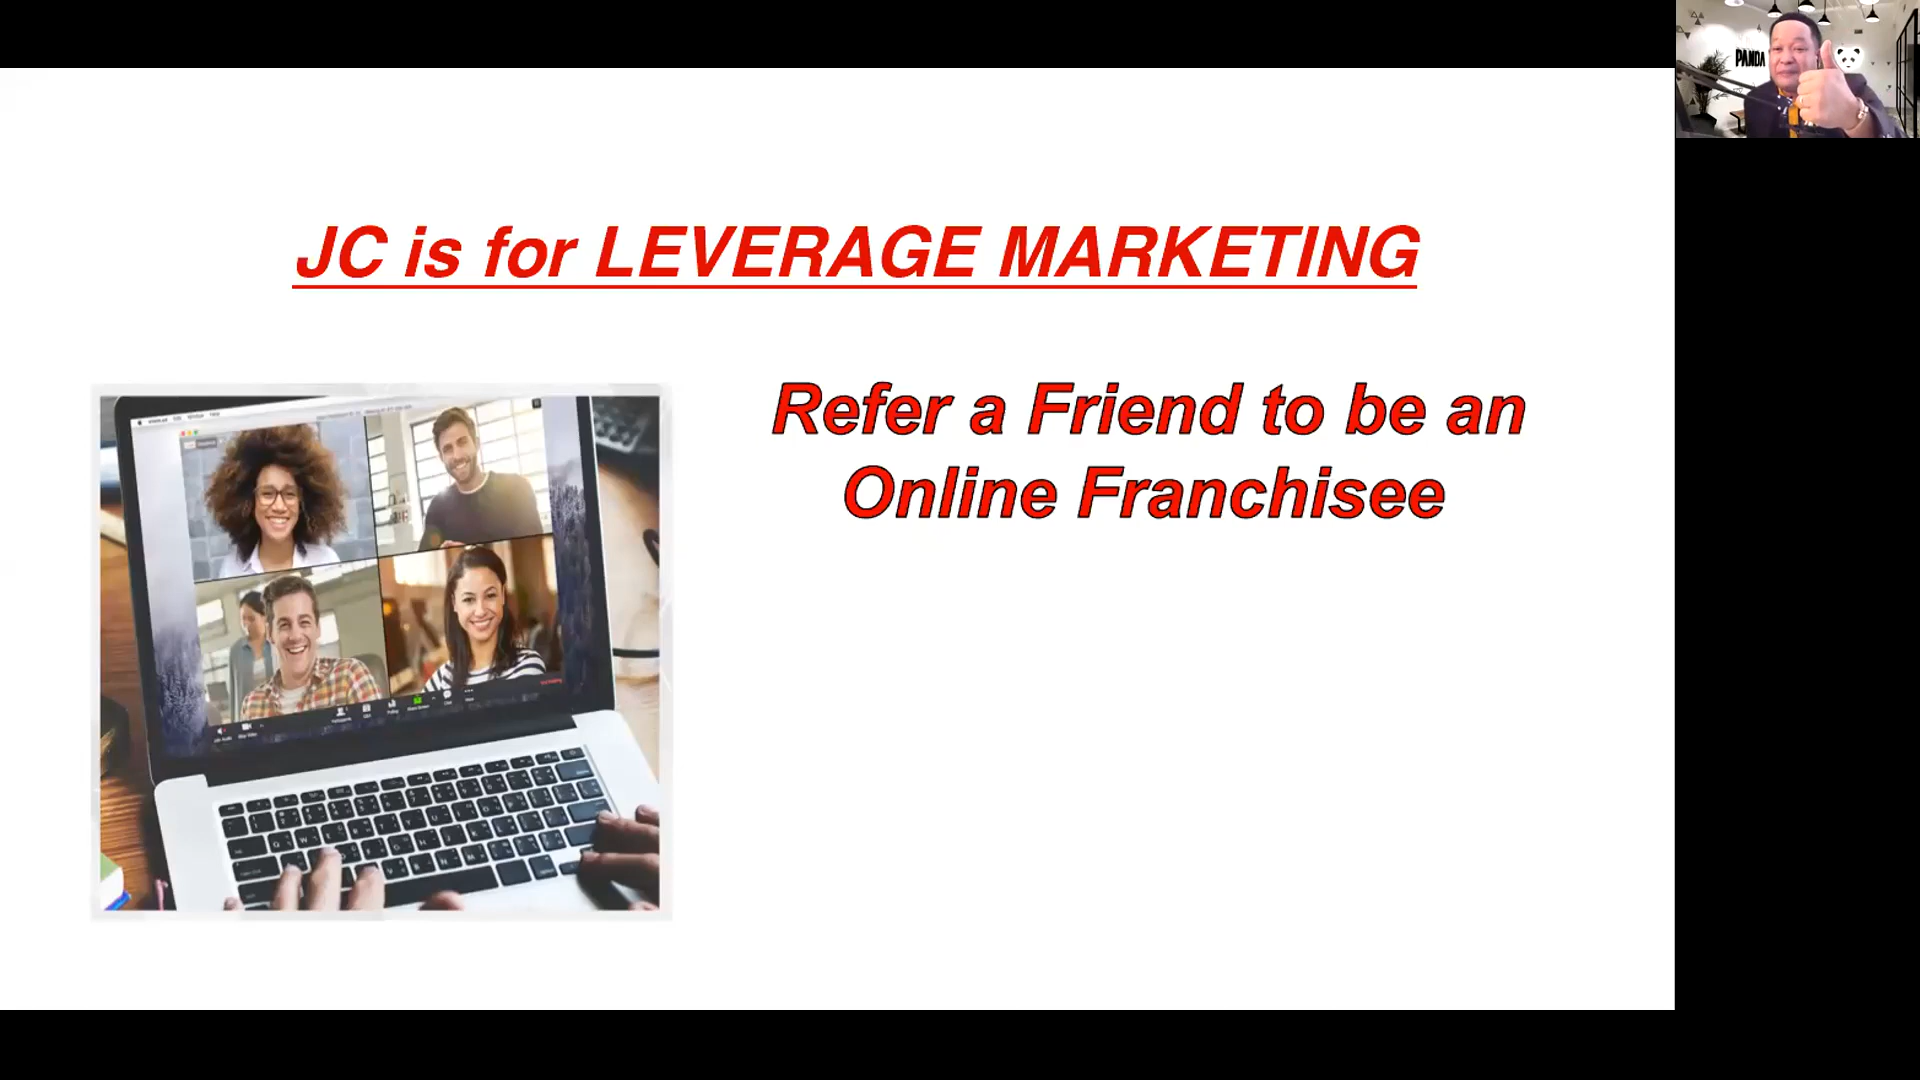 PANDA
JC is for LEVERAGE MARKETING
Refer a Friend to be an
Online Franchisee